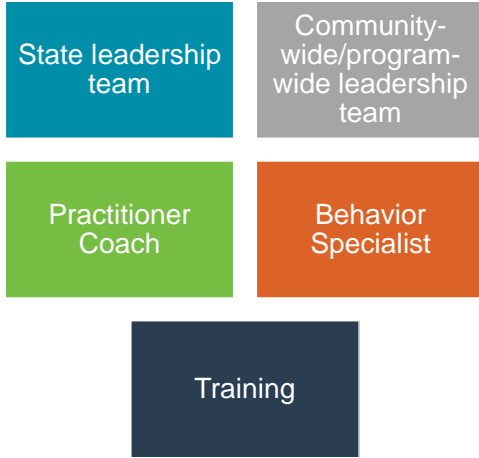 State leadership
team
Community-
wide/program-
wide leadership
team
Practitioner
Coach
Behavior
Specialist
Training